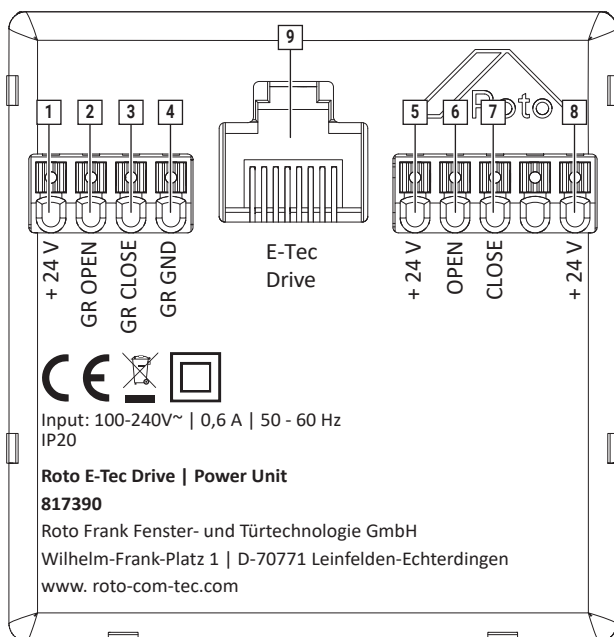 9
Roto
1 2 3 4
5 6 7 8
+ 24 V
GR OPEN
GR CLOSE
GR GND
E-Tec
Drive
+ 24 V
OPEN
CLOSE
+ 24 V
CE
Input: 100-240V~ | 0,6 A | 50 - 60 Hz
IP20
Roto E-Tec Drive | Power Unit
817390
Roto Frank Fenster- und Türtechnologie GmbH
Wilhelm-Frank-Platz 1 | D-70771 Leinfelden-Echterdingen
www. roto-com-tec.com